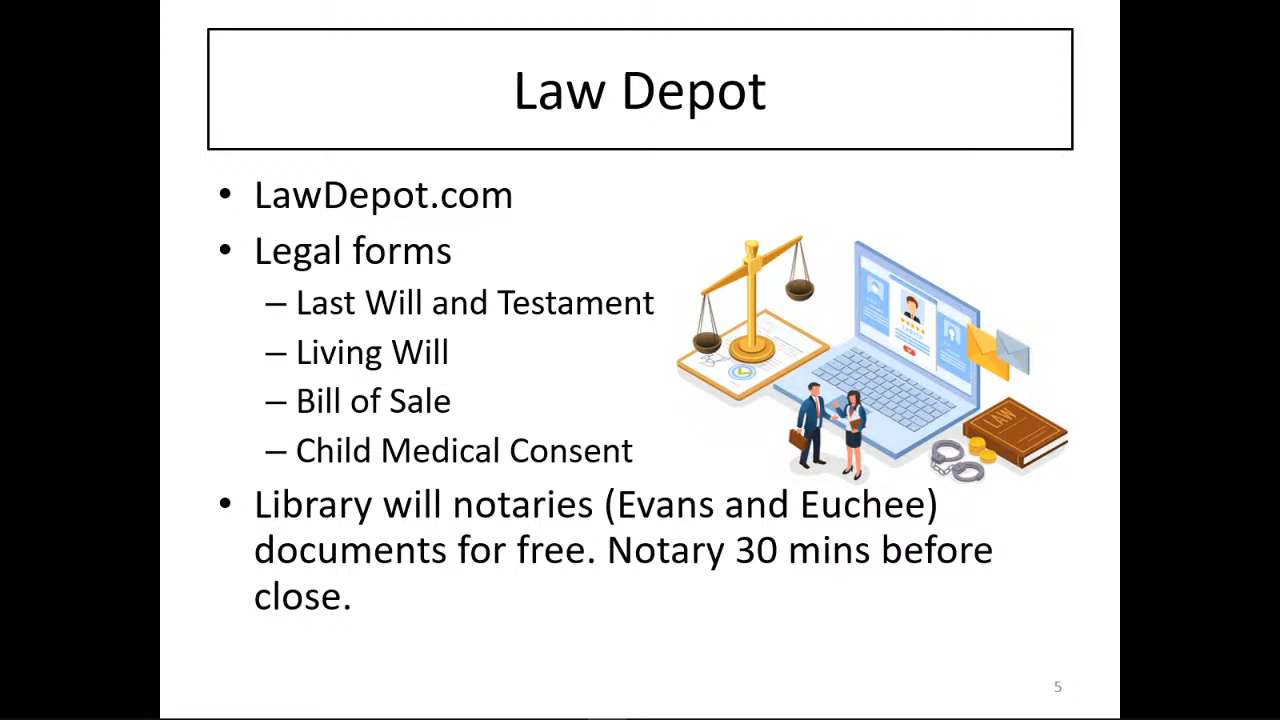 Law Depot
• LawDepot.com
• Legal forms
– Last Will and Testament
– Living Will
– Bill of Sale
– Child Medical Consent
• Library will notaries (Evans and Euchee)
documents for free. Notary 30 mins before
close.
LAW
5